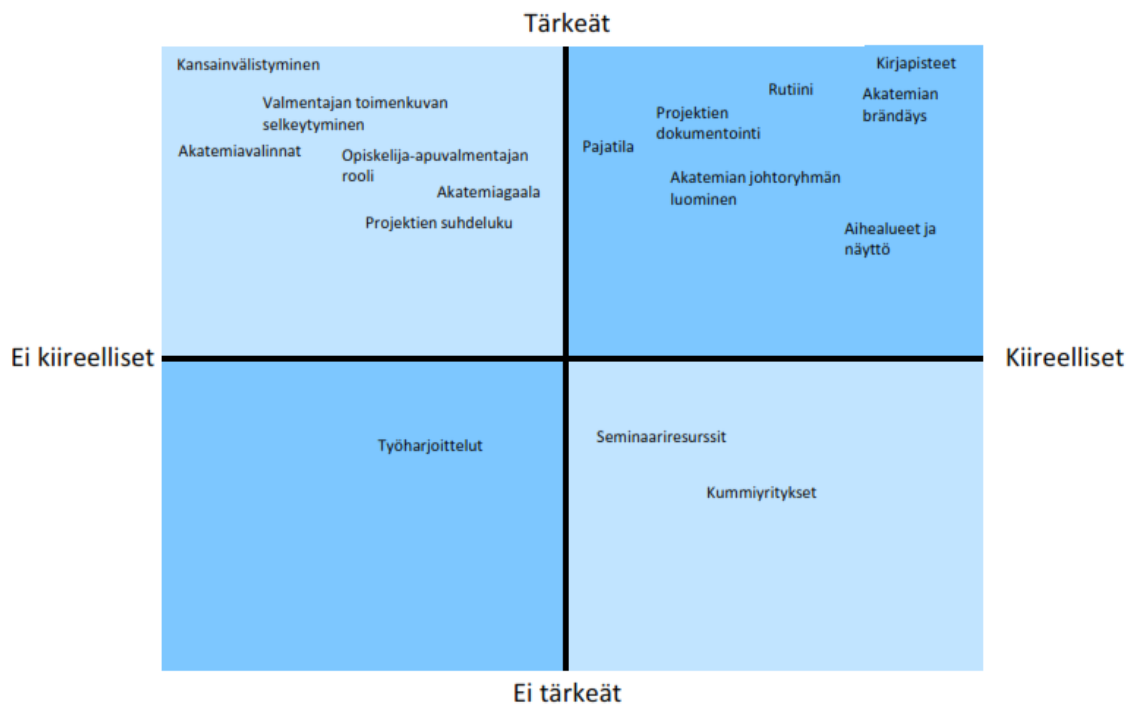 Tärkeät
Kansainvälistyminen
Valmentajan toimenkuvan
selkeytyminen
Akatemiavalinnat
Opiskelija-apuvalmentajan
rooli
Akatemiagaala
Projektien suhdeluku
Kirjapisteet
Rutiini
Akatemian
brändäys
Projektien
dokumentointi
Pajatila
Akatemian johtoryhmän
luominen
Aihealueet ja
näyttö
Ei kiireelliset
Kiireelliset
Työharjoittelut
Seminaariresurssit
Kummiyritykset
Ei tärkeät